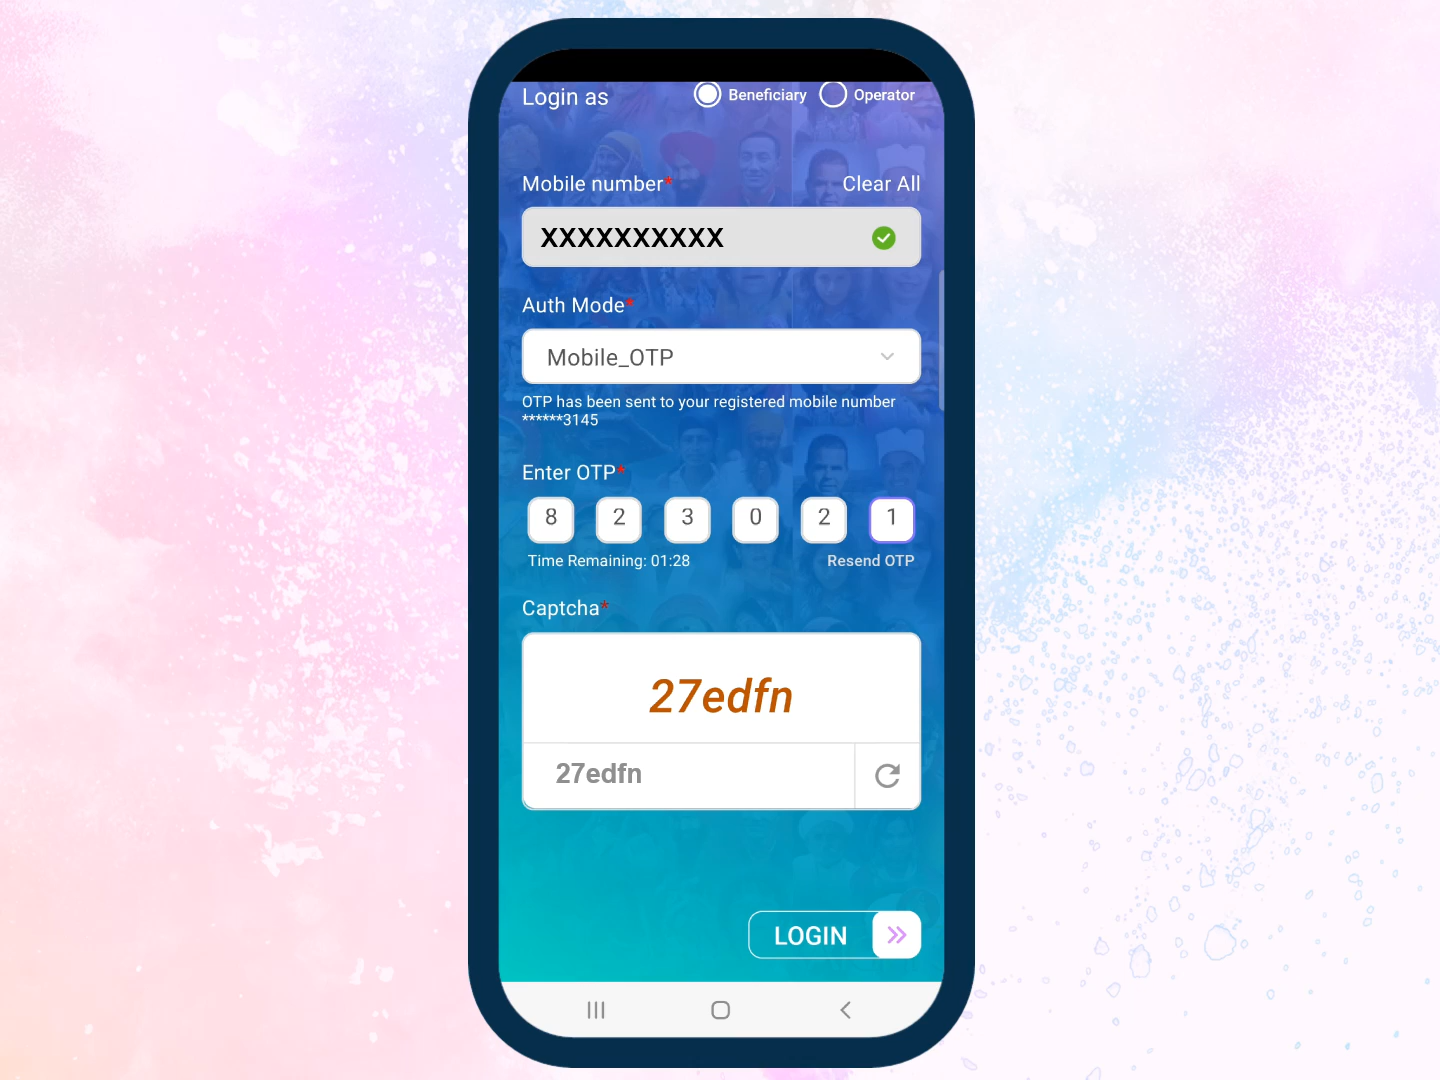 Login as Beneficiary Operator
Mobile number* Clear All
XXXXXXXXXX
Auth Mode*
Mobile_OTP
OTP has been sent to your registered mobile number
******3145
Enter OTP*
8 2 3 0 2 1
Time Remaining: 01:28 Resend OTP
Captcha*
27edfn
27edfn
LOGIN